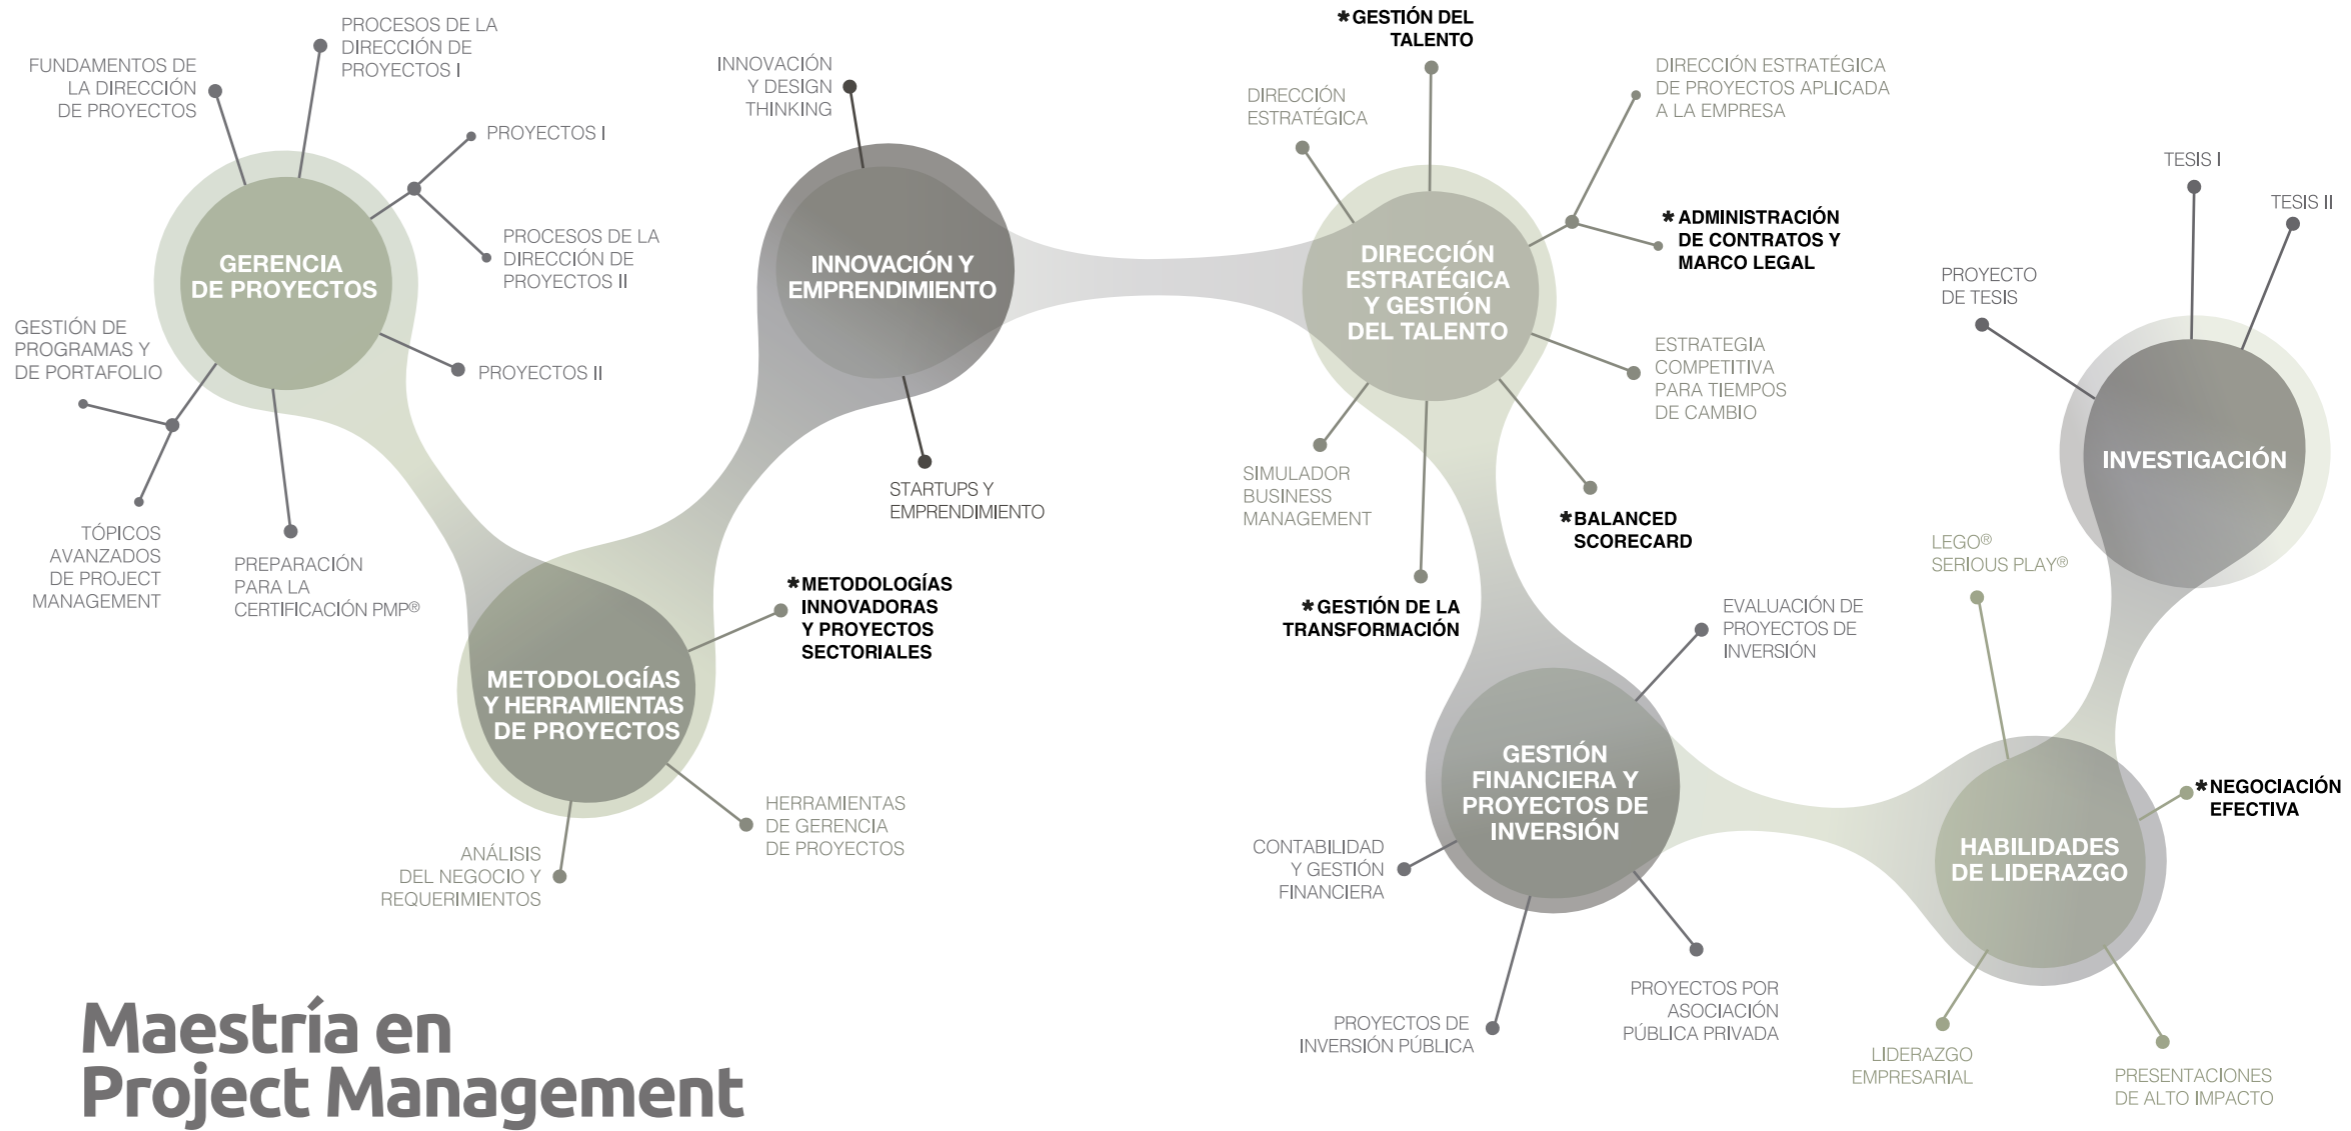 PROCESOS DE LA
DIRECCIÓN DE
PROYECTOS I
FUNDAMENTOS DE
LA DIRECCIÓN
DE PROYECTOS
PROYECTOS I
PROCESOS DE LA
DIRECCIÓN DE
PROYECTOS II
GERENCIA
DE PROYECTOS
GESTIÓN DE
PROGRAMAS Y
DE PORTAFOLIO
PROYECTOS II
TÓPICOS
AVANZADOS
DE PROJECT
MANAGEMENT
PREPARACIÓN
PARA LA
CERTIFICACIÓN PMP®
METODOLOGÍAS
Y HERRAMIENTAS
DE PROYECTOS
*METODOLOGÍAS
INNOVADORAS
Y PROYECTOS
SECTORIALES
HERRAMIENTAS
DE GERENCIA
DE PROYECTOS
ANÁLISIS
DEL NEGOCIO Y
REQUERIMIENTOS
INNOVACIÓN
Y DESIGN
THINKING
INNOVACIÓN Y
EMPRENDIMIENTO
STARTUPS Y
EMPRENDIMIENTO
*GESTIÓN DEL
TALENTO
DIRECCIÓN
ESTRATÉGICA
DIRECCIÓN ESTRATÉGICA
DE PROYECTOS APLICADA
A LA EMPRESA
*ADMINISTRACIÓN
DE CONTRATOS Y
MARCO LEGAL
DIRECCIÓN
ESTRATÉGICA
Y GESTIÓN
DEL TALENTO
ESTRATEGIA
COMPETITIVA
PARA TIEMPOS
DE CAMBIO
SIMULADOR
BUSINESS
MANAGEMENT
*BALANCED
SCORECARD
*GESTIÓN DE LA
TRANSFORMACIÓN
EVALUACIÓN DE
PROYECTOS DE
INVERSIÓN
GESTIÓN
FINANCIERA Y
PROYECTOS DE
INVERSIÓN
CONTABILIDAD
Y GESTIÓN
FINANCIERA
PROYECTOS DE
INVERSIÓN PÚBLICA
PROYECTOS POR
ASOCIACIÓN
PÚBLICA PRIVADA
LEGO®
SERIOUS PLAY®
*NEGOCIACIÓN
EFECTIVA
HABILIDADES
DE LIDERAZGO
LIDERAZGO
EMPRESARIAL
PRESENTACIONES
DE ALTO IMPACTO
TESIS I
TESIS II
PROYECTO
DE TESIS
INVESTIGACIÓN
Maestría en
Project Management